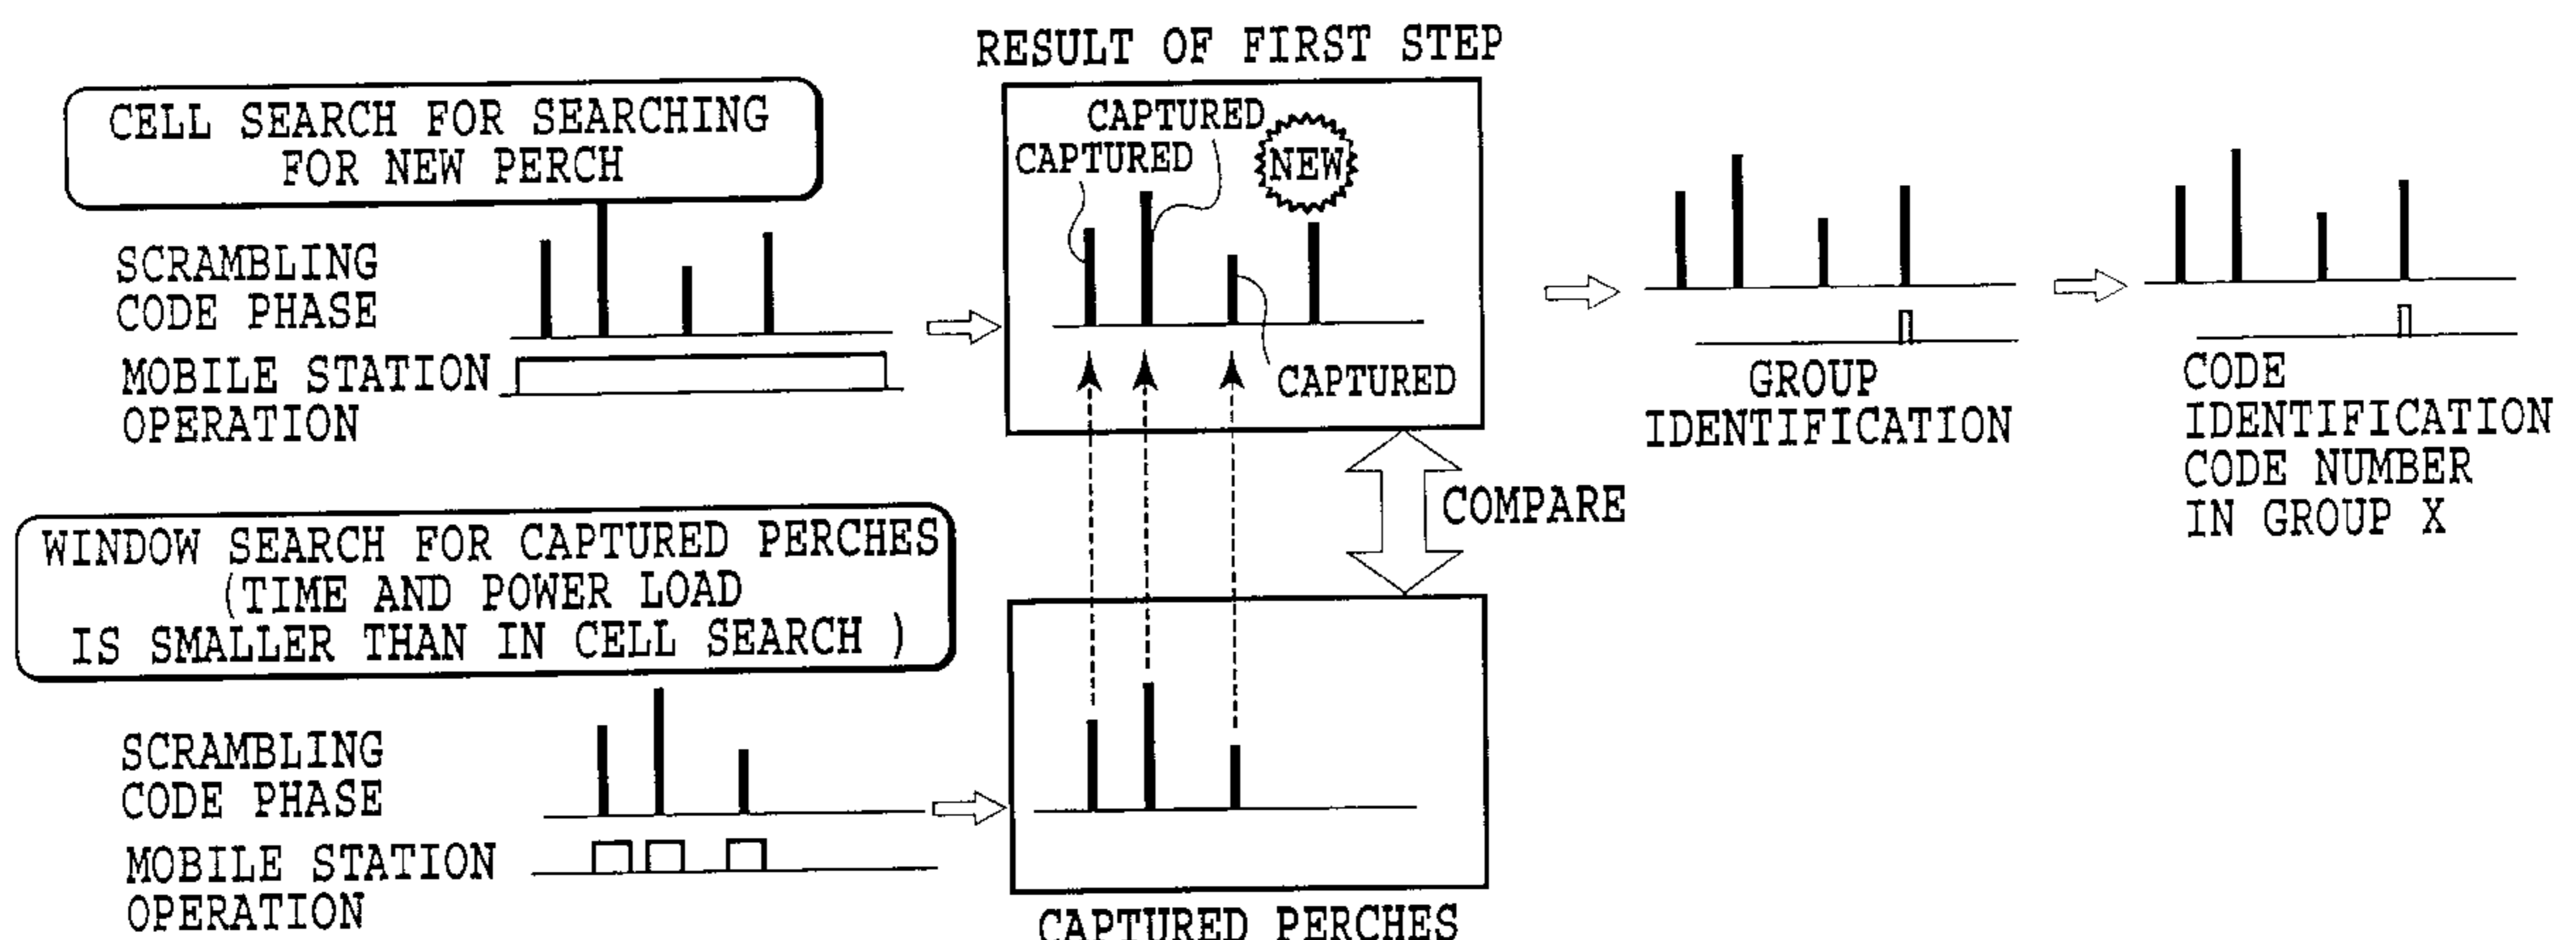 RESULT OF FIRST STEP
CELL SEARCH FOR SEARCHING
FOR NEW PERCH
SCRAMBLING
CODE PHASE
MOBILE STATION
OPERATION
CAPTURED
CAPTURED
NEW
CAPTURED
GROUP
IDENTIFICATION
CODE
IDENTIFICATION
CODE NUMBER
IN GROUP X
COMPARE
WINDOW SEARCH FOR CAPTURED PERCHES
(TIME AND POWER LOAD
IS SMALLER THAN IN CELL SEARCH )
SCRAMBLING
CODE PHASE
MOBILE STATION
OPERATION
CAPTURED PERCHES